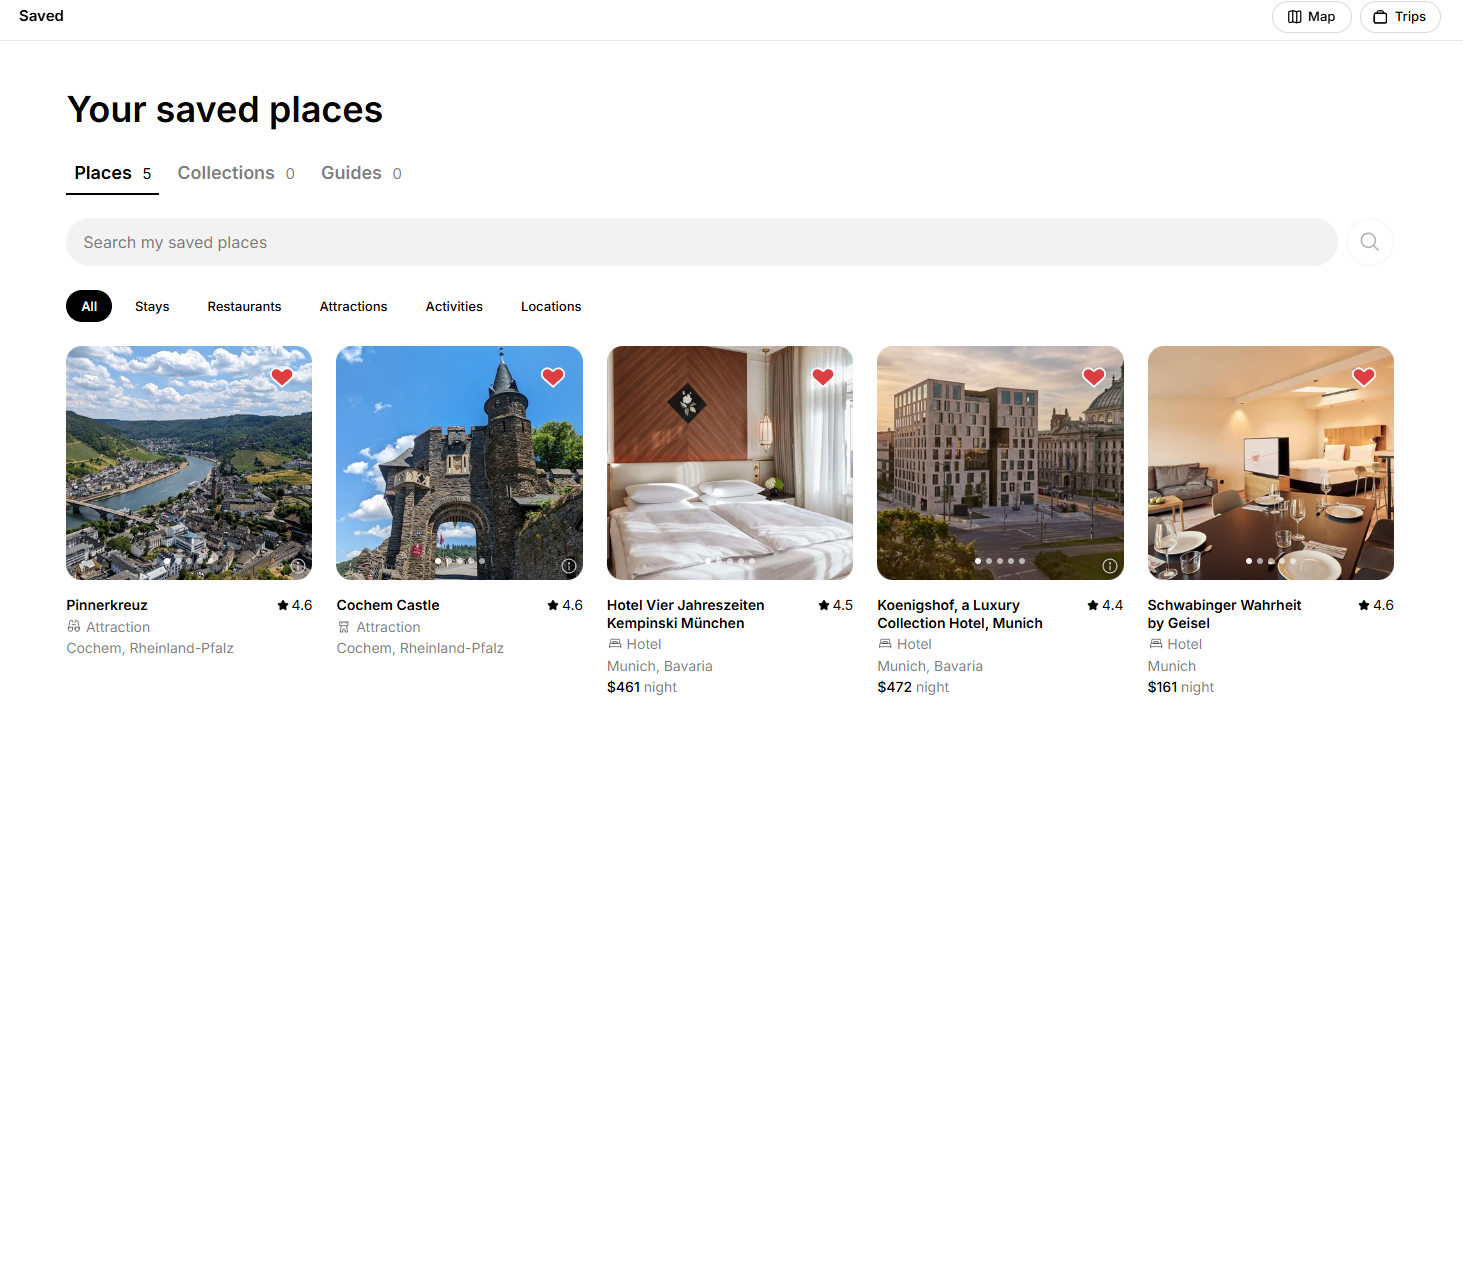 Saved
Map
Trips
Your saved places
Places 5
Collections 0
Guides 0
Search my saved places
All
Stays
Restaurants
Attractions
Activities
Locations
Pinnerkreuz
4.6
Attraction
Cochem, Rheinland-Pfalz
Cochem Castle
4.6
Attraction
Cochem, Rheinland-Pfalz
Hotel Vier Jahreszeiten
Kempinski München
4.5
Hotel
Munich, Bavaria
$461 night
Koenigshof, a Luxury
Collection Hotel, Munich
4.4
Hotel
Munich, Bavaria
$472 night
Schwabinger Wahrheit
by Geisel
4.6
Hotel
Munich
$161 night